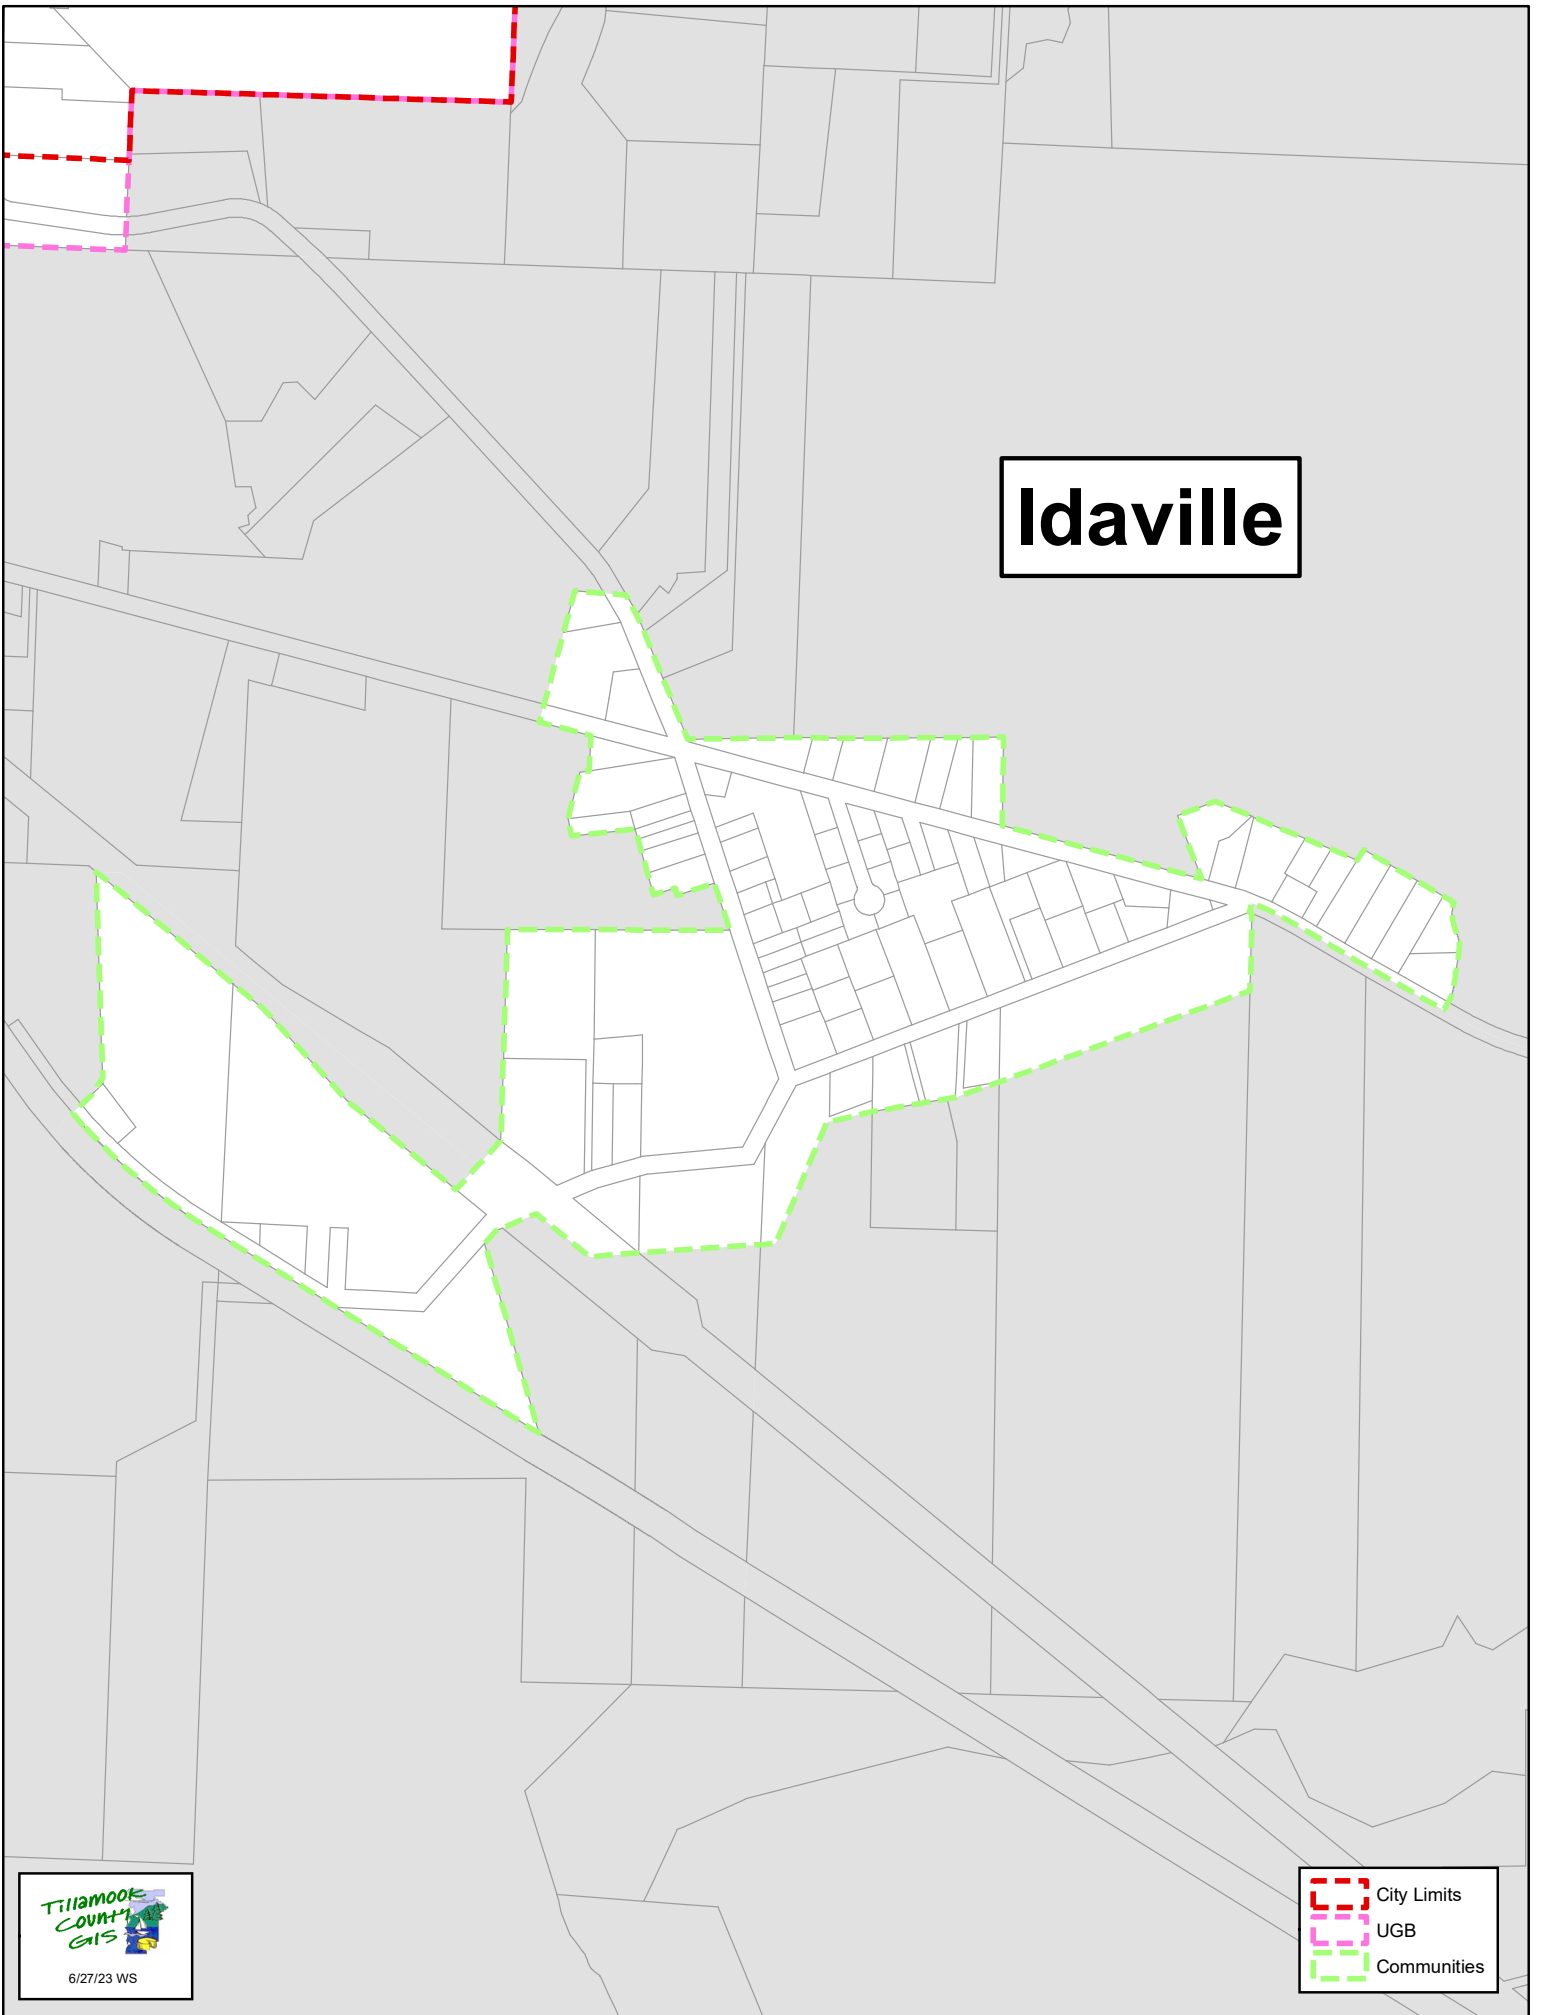 Idaville
Tillamook
County
GIS
6/27/23 WS
City Limits
UGB
Communities